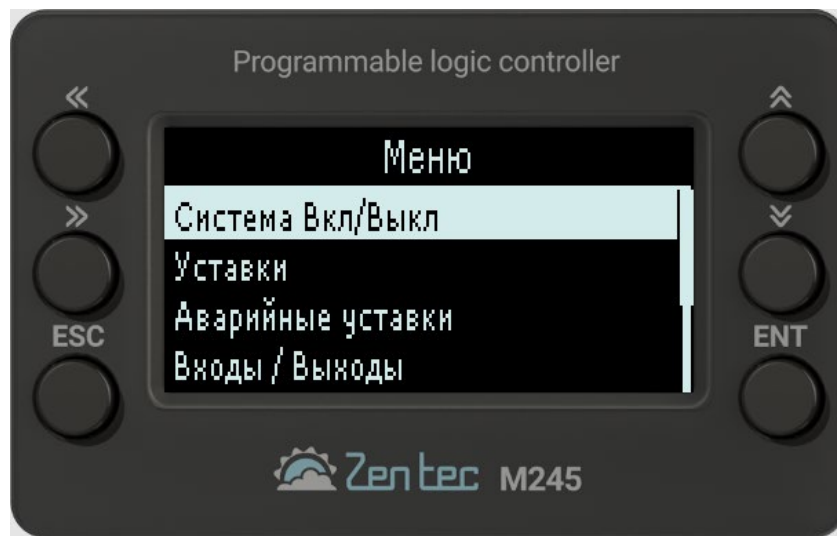 Programmable logic controller
Меню
Система Вкл/Выкл
Уставки
Аварийные уставки
Входы / Выходы
ESC
ENT
Zentec M245